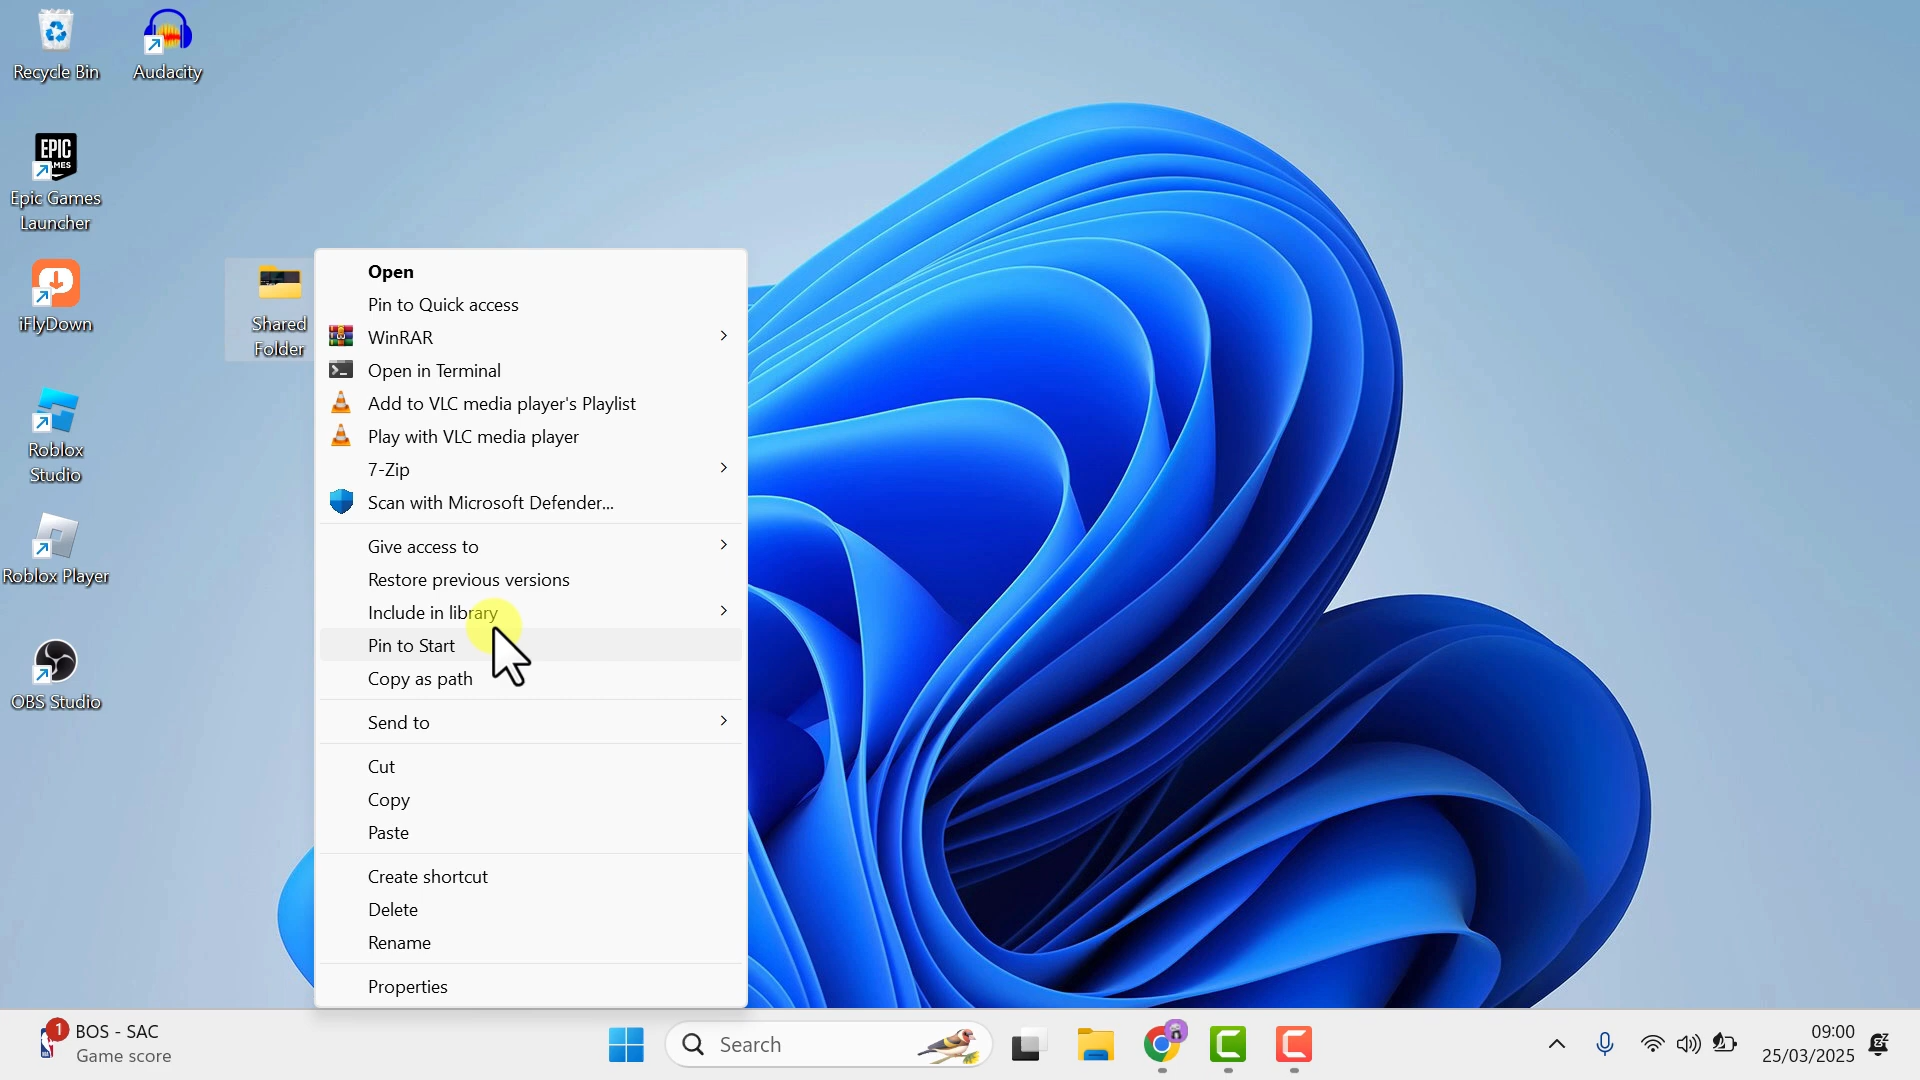 Recycle Bin
Audacity
EPIC
Epic Games
Launcher
iFlyDown
Roblox
Studio
Roblox Player
OBS Studio
Shared
Folder
Open
Pin to Quick access
WinRAR
Open in Terminal
Add to VLC media player's Playlist
Play with VLC media player
7-Zip
Scan with Microsoft Defender...
Give access to
Restore previous versions
Include in library
Pin to Start
Copy as path
Send to
Cut
Copy
Paste
Create shortcut
Delete
Rename
Properties
1
BOS - SAC
Game score
Search
09:00
25/03/2025